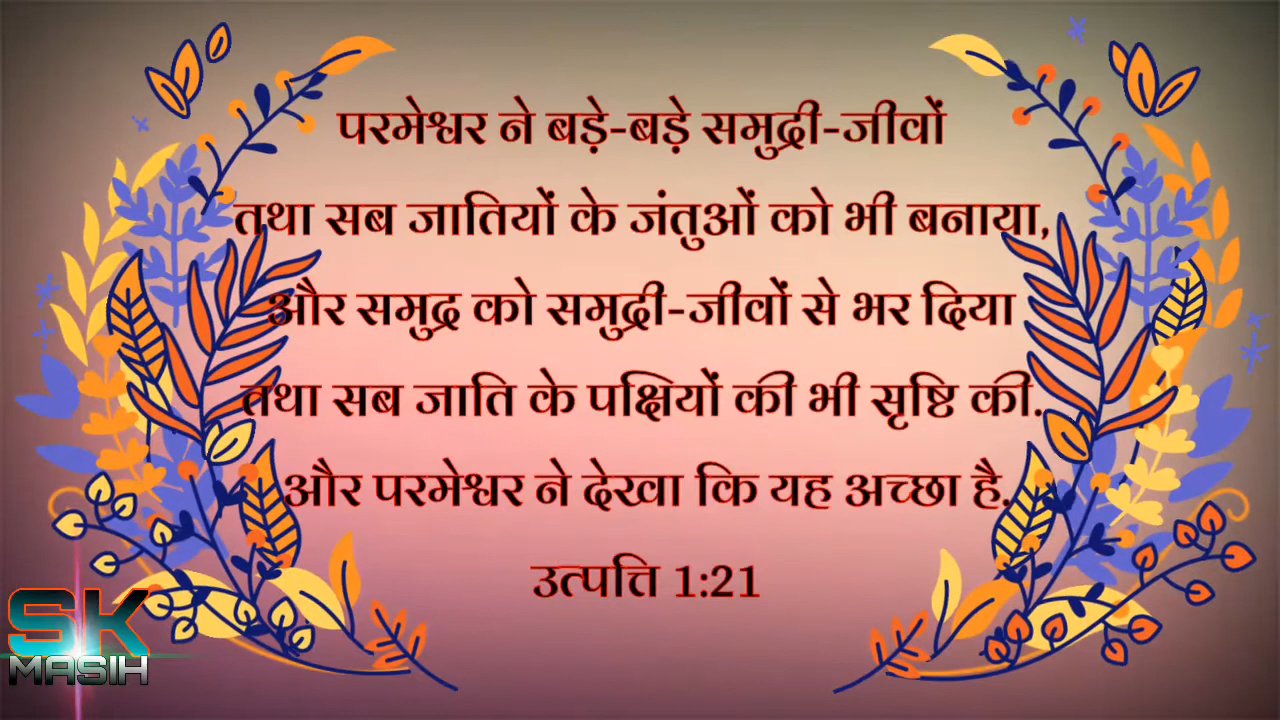 परमेश्वर ने बड़े-बड़े समुद्री-जीवों
तथा सब जातियों के जंतुओं को भी बनाया,
और समुद्र को समुद्री-जीवों से भर दिया
तथा सब जाति के पक्षियों की भी सृष्टि की.
और परमेश्वर ने देखा कि यह अच्छा है.
उत्पत्ति 1:21
SK
MASIH